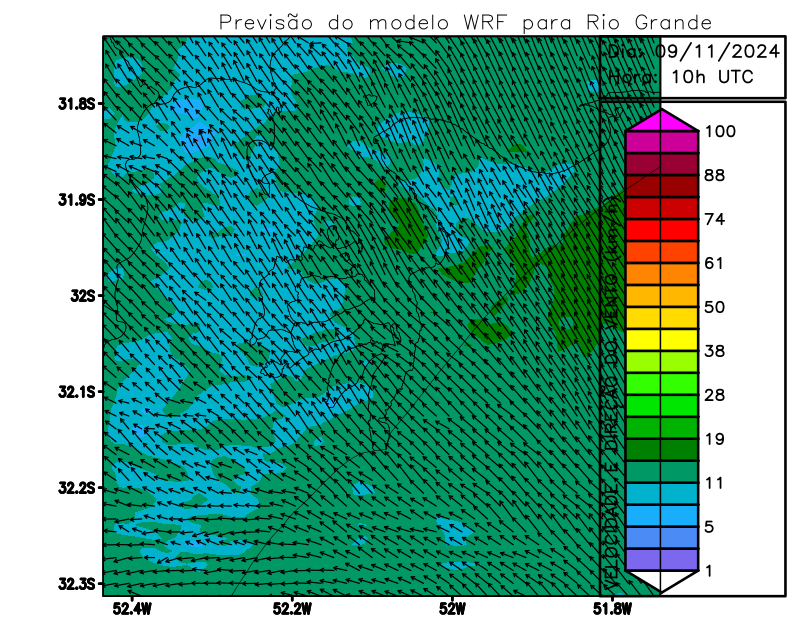 Previsão do modelo WRF para Rio Grande
Dia: 09/11/2024
Hora: 10h UTC
31.8S
31.9S
32S
32.1S
32.2S
32.3S
52.4W
52.2W
52W
51.8W
VELOCIDADE E DIREÇÃO DO VENTO (km/h)
100
88
74
61
50
38
28
19
11
5
1